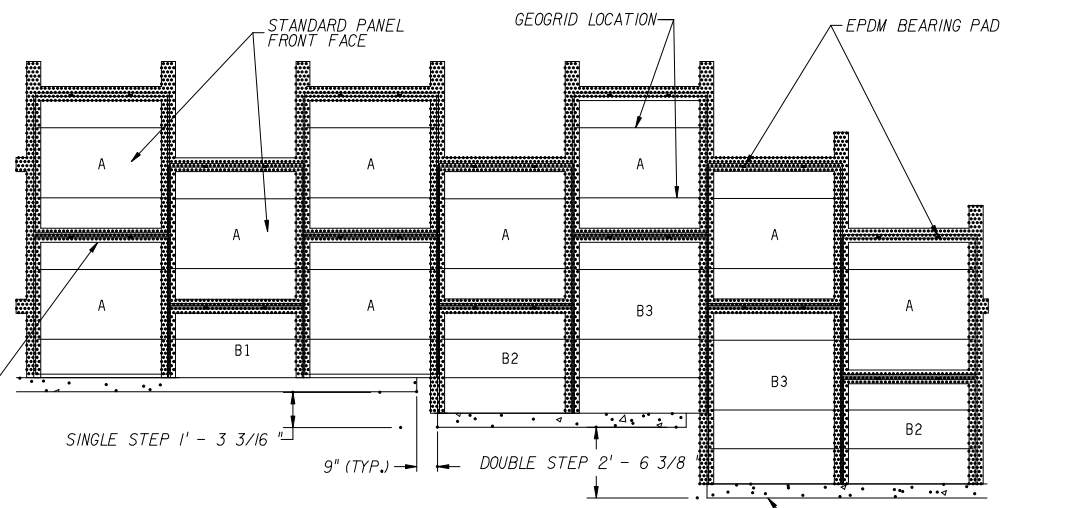 STANDARD PANEL
FRONT FACE
GEOGRID LOCATION
EPDM BEARING PAD
A
A
A
A
A
A
A
A
B3
A
B1
B2
B3
B2
SINGLE STEP 1' - 3 3/16 "
9" (TYP.)
DOUBLE STEP 2' - 6 3/8 "